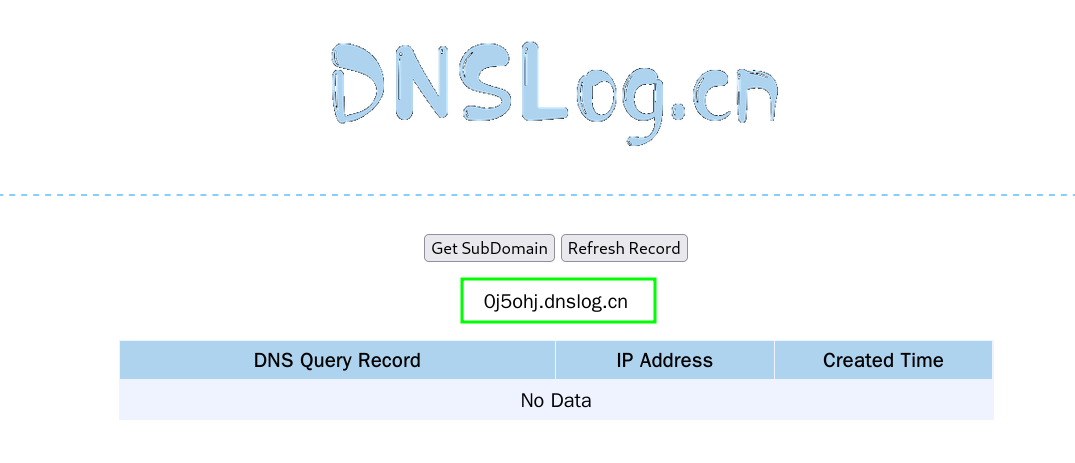 DNSLog.cn
Get SubDomain Refresh Record
0j5ohj.dnslog.cn
DNS Query Record IP Address Created Time
No Data